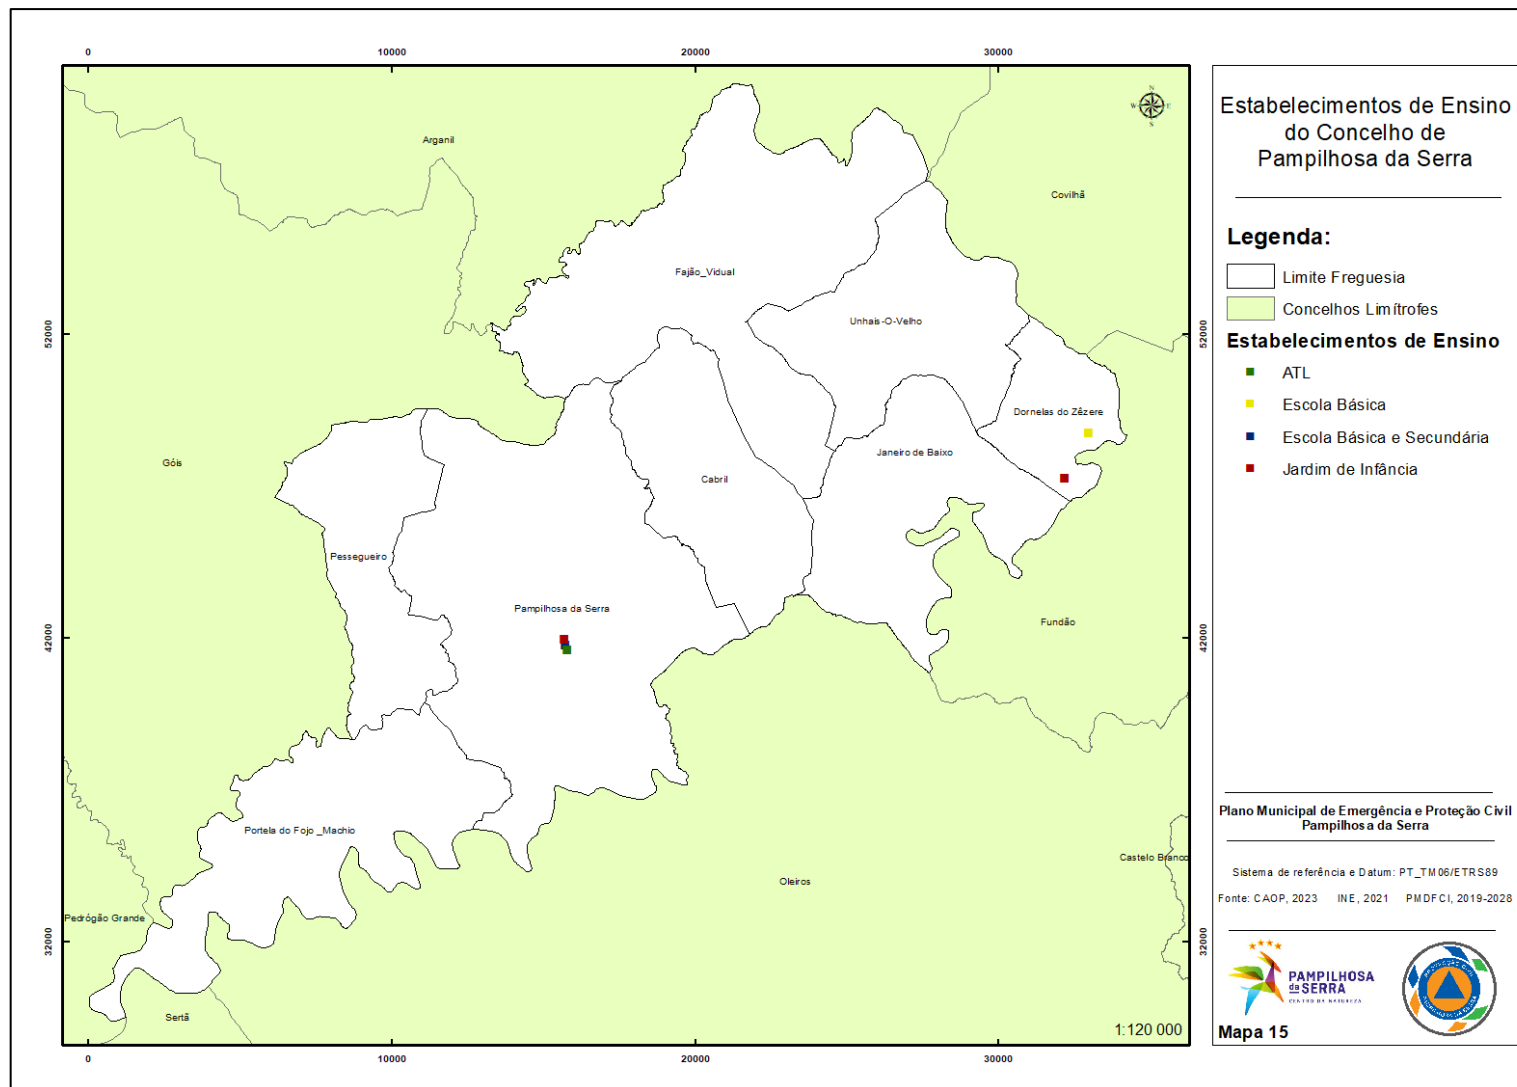 0 10000 20000 30000
N
W E
S
Arganil
Covilhã
Fajão_Vidual
Unhais-O-Velho
52000 52000
Dornelas do Zêzere
Janeiro de Baixo
Góis
Cabril
Pessegueiro
Pampilhosa da Serra
Fundão
42000 42000
Portela do Fojo _Machio
Castelo Branco
Oleiros
Pedrógão Grande
32000 32000
Sertã
1:120 000
0 10000 20000 30000
Estabelecimentos de Ensino
do Concelho de
Pampilhosa da Serra
Legenda:
Limite Freguesia
Concelhos Limítrofes
Estabelecimentos de Ensino
ATL
Escola Básica
Escola Básica e Secundária
Jardim de Infância
Plano Municipal de Emergência e Proteção Civil
Pampilhosa da Serra
Sistema de referência e Datum: PT_TM06/ETRS89
Fonte: CAOP, 2023 INE, 2021 PMDFCI, 2019-2028
PAMPILHOSA
da SERRA
CENTRO DA NATUREZA
Mapa 15